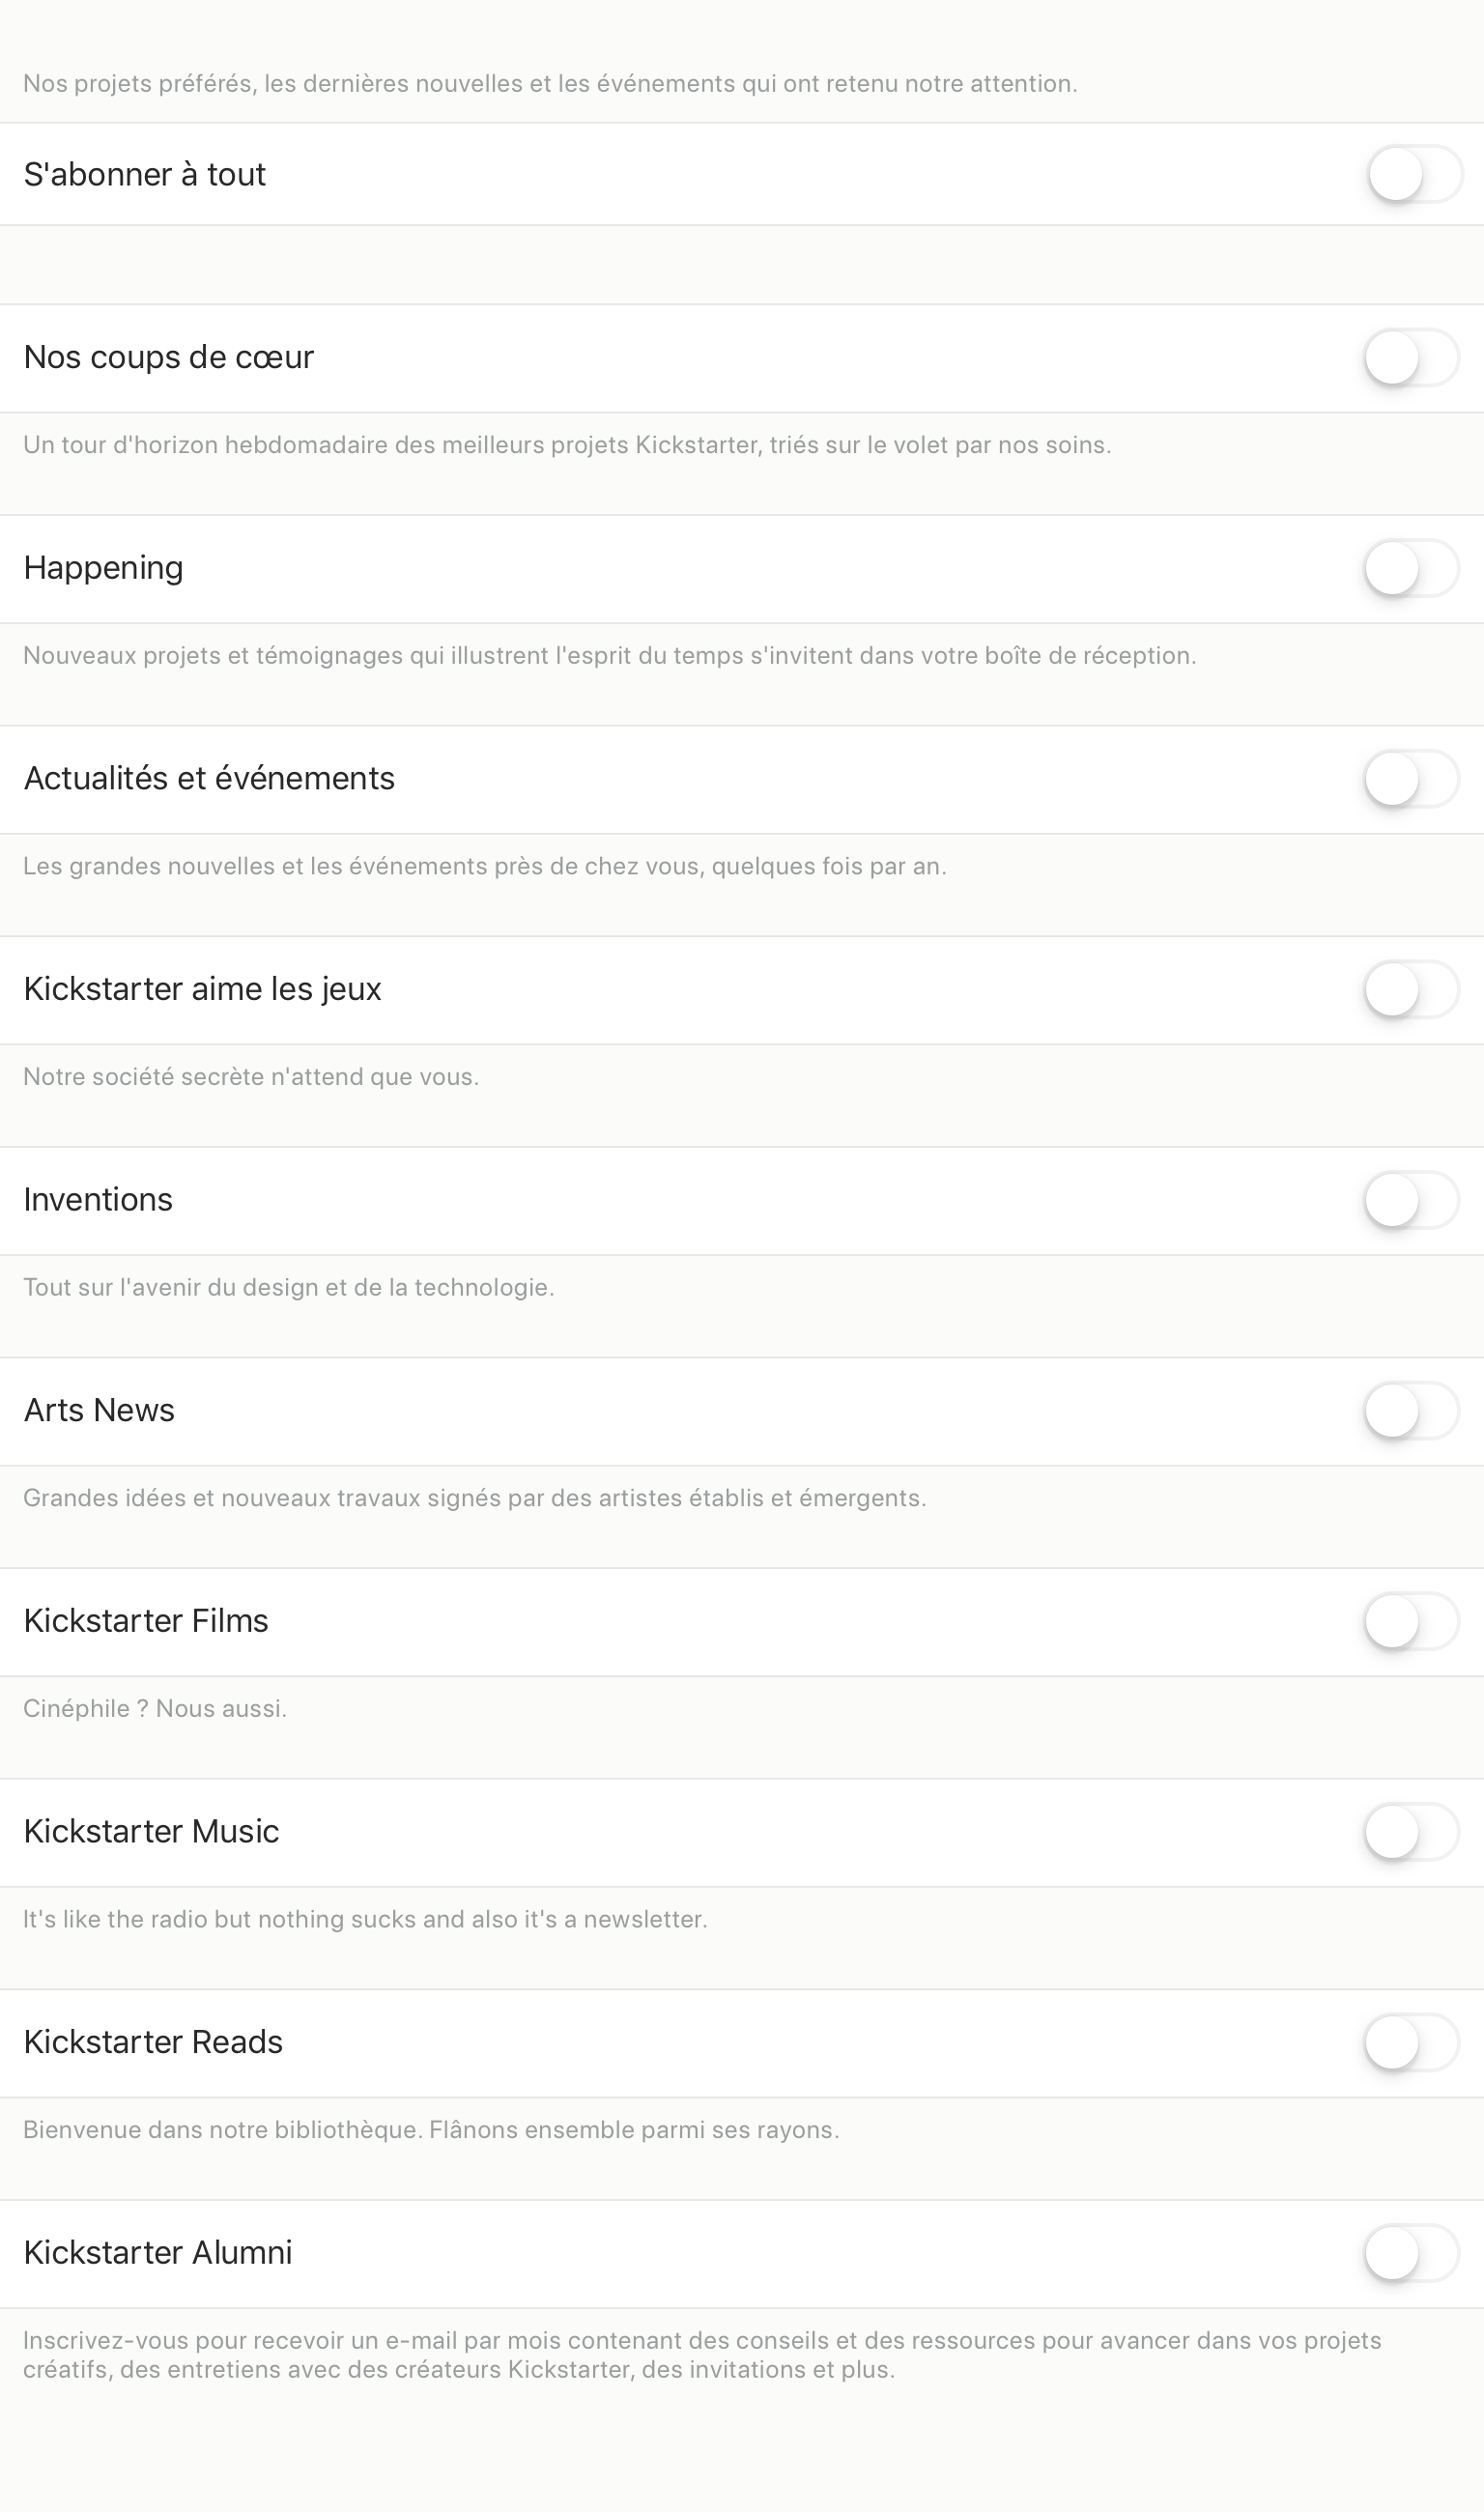 Nos projets préférés, les dernières nouvelles et les événements qui ont retenu notre attention.
S'abonner à tout
Nos coups de cœur
Un tour d'horizon hebdomadaire des meilleurs projets Kickstarter, triés sur le volet par nos soins.
Happening
Nouveaux projets et témoignages qui illustrent l'esprit du temps s'invitent dans votre boîte de réception.
Actualités et événements
Les grandes nouvelles et les événements près de chez vous, quelques fois par an.
Kickstarter aime les jeux
Notre société secrète n'attend que vous.
Inventions
Tout sur l'avenir du design et de la technologie.
Arts News
Grandes idées et nouveaux travaux signés par des artistes établis et émergents.
Kickstarter Films
Cinéphile ? Nous aussi.
Kickstarter Music
It's like the radio but nothing sucks and also it's a newsletter.
Kickstarter Reads
Bienvenue dans notre bibliothèque. Flânons ensemble parmi ses rayons.
Kickstarter Alumni
Inscrivez-vous pour recevoir un e-mail par mois contenant des conseils et des ressources pour avancer dans vos projets
créatifs, des entretiens avec des créateurs Kickstarter, des invitations et plus.